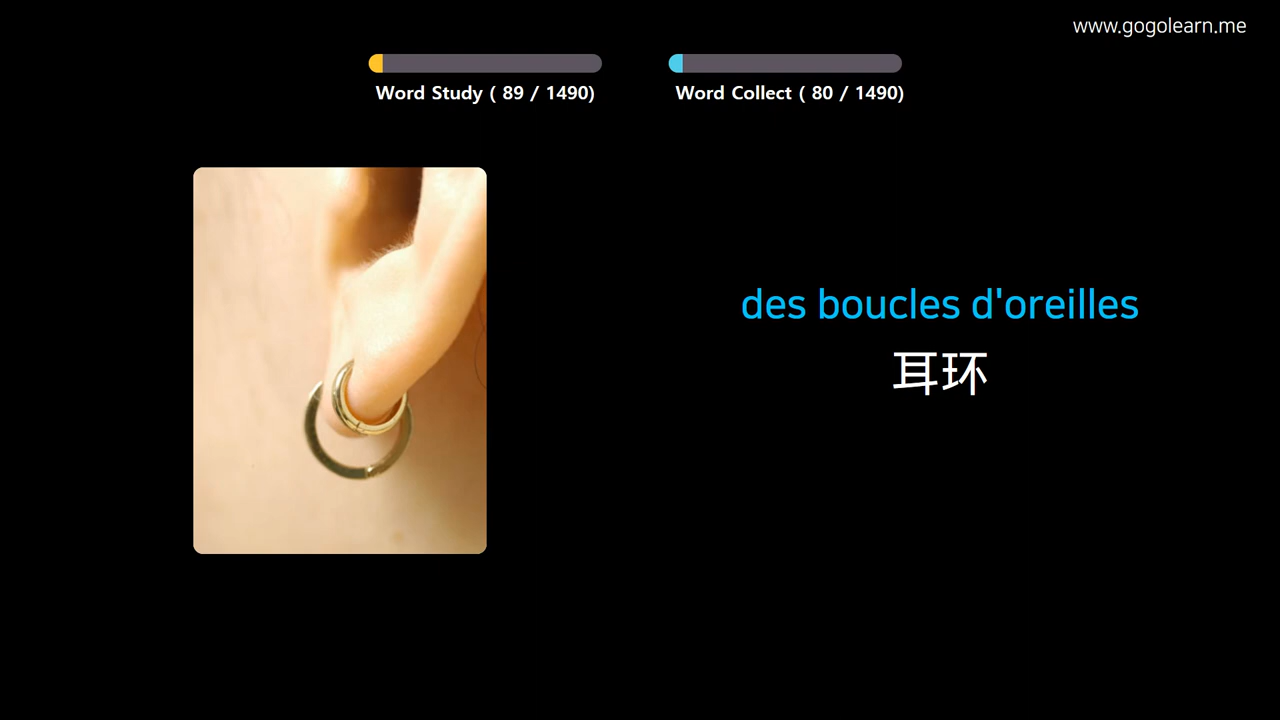 www.gogolearn.me
Word Study ( 89 / 1490)
Word Collect ( 80 / 1490)
des boucles d'oreilles
耳环